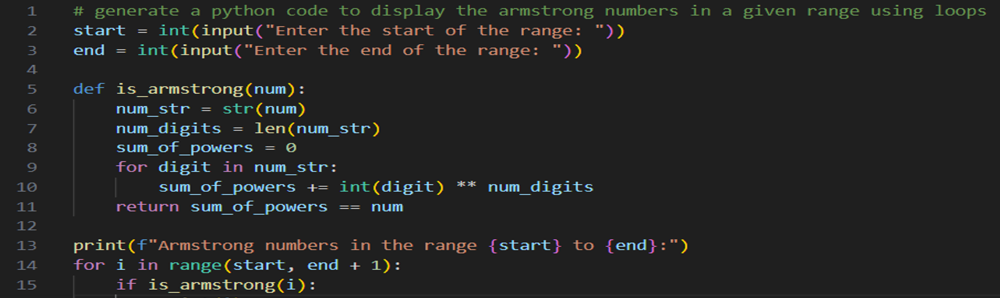 1 # generate a python code to display the armstrong numbers in a given range using loops
2 start = int(input("Enter the start of the range: "))
3 end = int(input("Enter the end of the range: "))
4
5 def is_armstrong(num):
6     num_str = str(num)
7     num_digits = len(num_str)
8     sum_of_powers = 0
9     for digit in num_str:
10         sum_of_powers += int(digit) ** num_digits
11     return sum_of_powers == num
12
13 print(f"Armstrong numbers in the range {start} to {end}:")
14 for i in range(start, end + 1):
15     if is_armstrong(i):